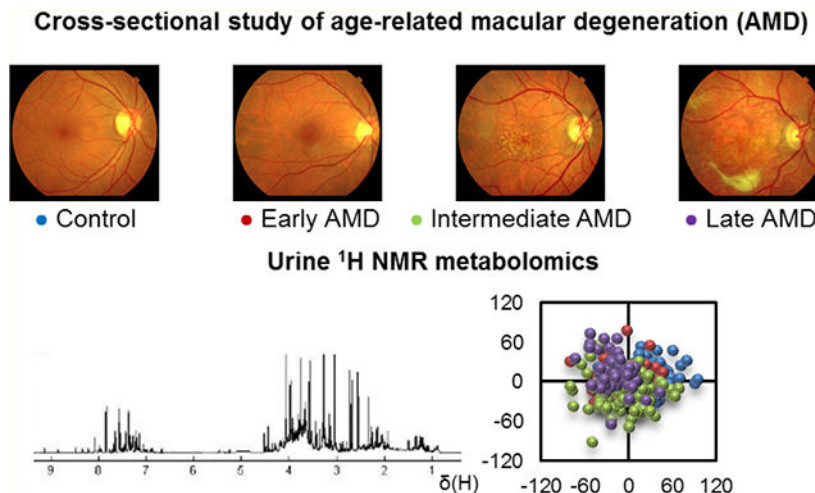 Cross-sectional study of age-related macular degeneration (AMD)
Control
Early AMD
Intermediate AMD
Late AMD
Urine ¹H NMR metabolomics
9 8 7 6 5 4 3 2 1
δ(H)
120
60
0
-60
-120
-120 -60 0 60 120